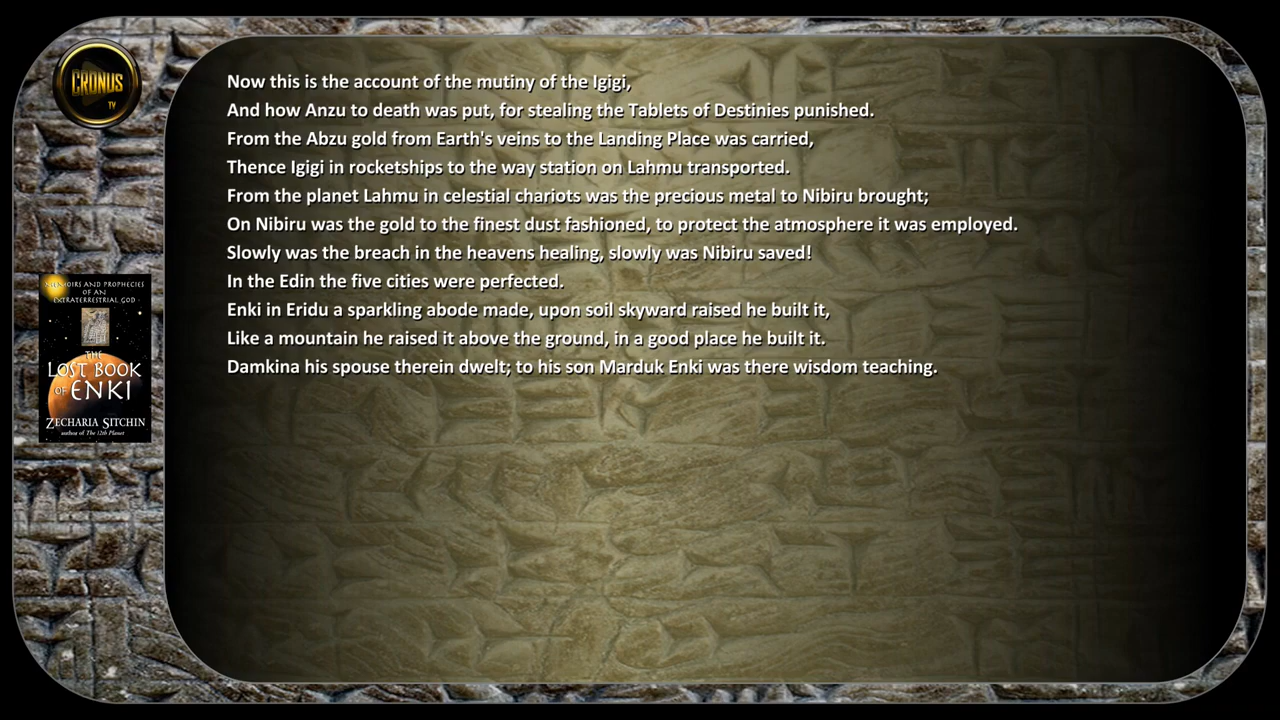 CRONUS
TV
Now this is the account of the mutiny of the Igigi,
And how Anzu to death was put, for stealing the Tablets of Destinies punished.
From the Abzu gold from Earth's veins to the Landing Place was carried,
Thence Igigi in rocketships to the way station on Lahmu transported.
From the planet Lahmu in celestial chariots was the precious metal to Nibiru brought;
On Nibiru was the gold to the finest dust fashioned, to protect the atmosphere it was employed.
Slowly was the breach in the heavens healing, slowly was Nibiru saved!
In the Edin the five cities were perfected.
Enki in Eridu a sparkling abode made, upon soil skyward raised he built it,
Like a mountain he raised it above the ground, in a good place he built it.
Damkina his spouse therein dwelt; to his son Marduk Enki was there wisdom teaching.
MEMOIRS AND PROPHECIES
OF AN
EXTRATERRESTRIAL GOD
THE
LOST BOOK
OF ENKI
ZECHARIA SITCHIN
author of The 12th Planet